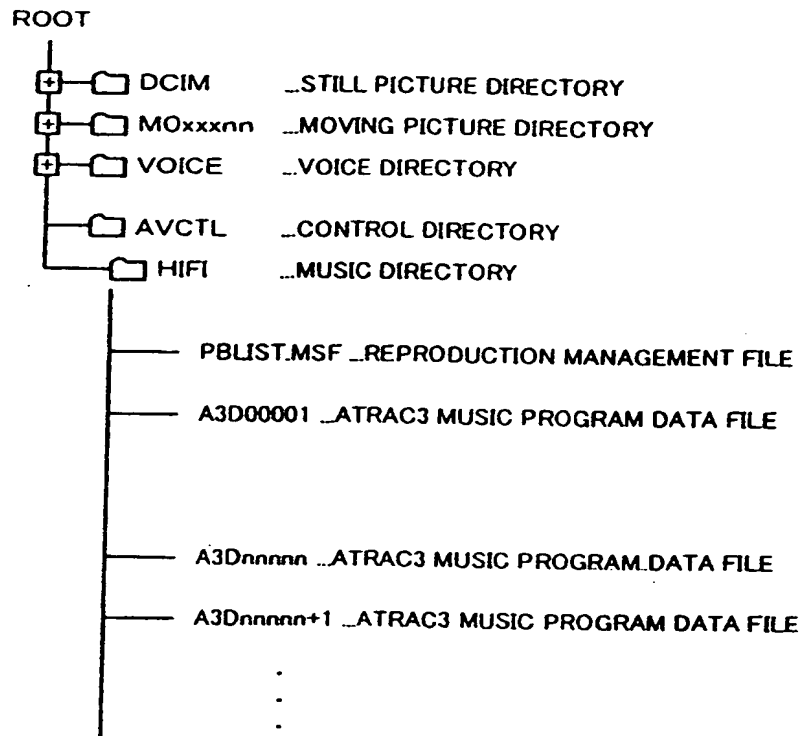 ROOT
DCIM ...STILL PICTURE DIRECTORY
MOxxxnn ...MOVING PICTURE DIRECTORY
VOICE ...VOICE DIRECTORY
AVCTL ...CONTROL DIRECTORY
HIFI ...MUSIC DIRECTORY
PBLIST.MSF ...REPRODUCTION MANAGEMENT FILE
A3D00001 ...ATRAC3 MUSIC PROGRAM DATA FILE
A3Dnnnnn ...ATRAC3 MUSIC PROGRAM DATA FILE
A3Dnnnnn+1 ...ATRAC3 MUSIC PROGRAM DATA FILE